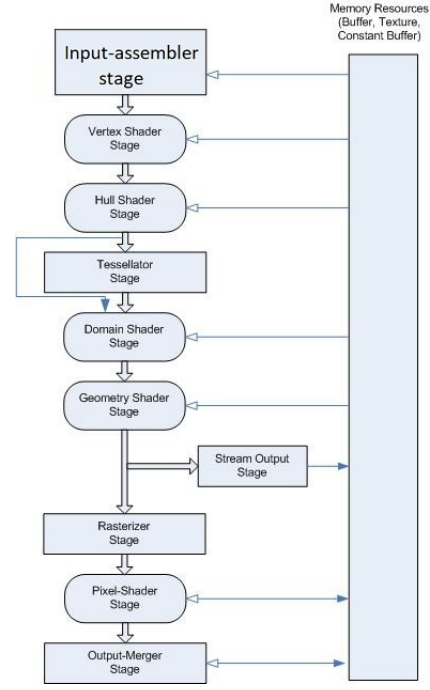 Memory Resources
(Buffer, Texture,
Constant Buffer)
Input-assembler
stage
Vertex Shader
Stage
Hull Shader
Stage
Tessellator
Stage
Domain Shader
Stage
Geometry Shader
Stage
Stream Output
Stage
Rasterizer
Stage
Pixel-Shader
Stage
Output-Merger
Stage